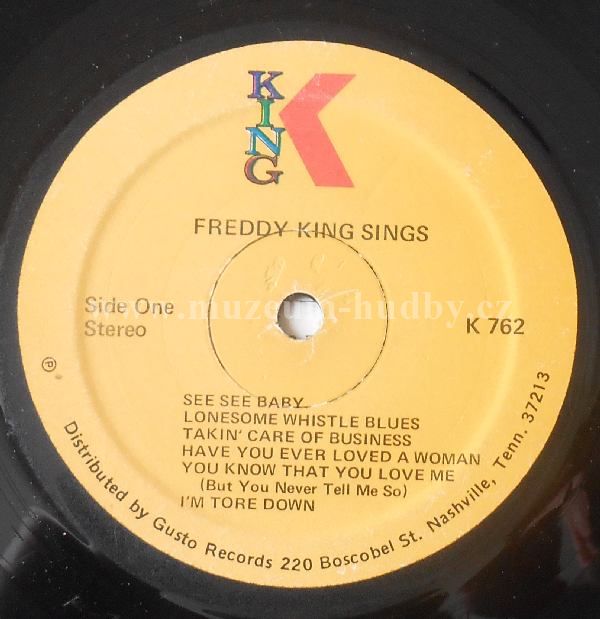 KING
FREDDY KING SINGS
Side One
Stereo
K 762
www.muzeum-hudby.cz
SEE SEE BABY
LONESOME WHISTLE BLUES
TAKIN' CARE OF BUSINESS
HAVE YOU EVER LOVED A WOMAN
YOU KNOW THAT YOU LOVE ME
(But You Never Tell Me So)
I'M TORE DOWN
℗
Distributed by Gusto Records 220 Boscobel St. Nashville, Tenn. 37213